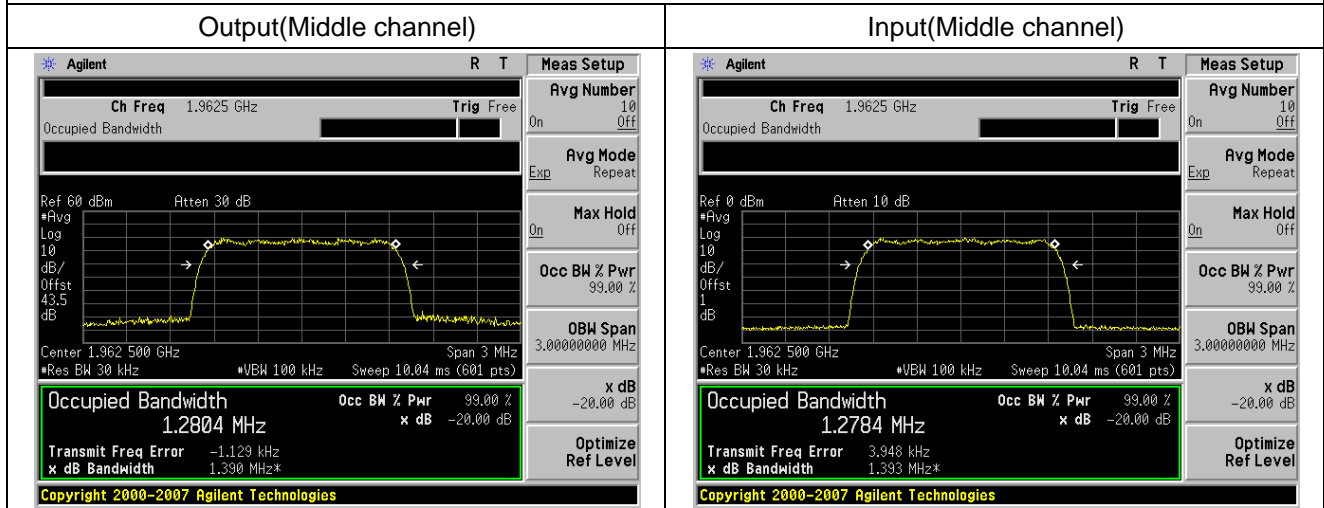 Output(Middle channel)
Input(Middle channel)
Agilent R T
Ch Freq 1.9625 GHz Trig Free
Occupied Bandwidth
Ref 60 dBm Atten 30 dB
#Avg
Log
10
dB/
Offst
43.5
dB
Center 1.962 500 GHz Span 3 MHz
#Res BW 30 kHz #VBW 100 kHz Sweep 10.04 ms (601 pts)
Occupied Bandwidth Occ BW % Pwr 99.00 %
1.2804 MHz x dB -20.00 dB
Transmit Freq Error -1.129 kHz
x dB Bandwidth 1.390 MHz*
Copyright 2000-2007 Agilent Technologies
Meas Setup
Avg Number
10
On Off
Avg Mode
Exp Repeat
Max Hold
On Off
Occ BW % Pwr
99.00 %
OBW Span
3.00000000 MHz
x dB
-20.00 dB
Optimize
Ref Level
Agilent R T
Ch Freq 1.9625 GHz Trig Free
Occupied Bandwidth
Ref 0 dBm Atten 10 dB
#Avg
Log
10
dB/
Offst
1
dB
Center 1.962 500 GHz Span 3 MHz
#Res BW 30 kHz #VBW 100 kHz Sweep 10.04 ms (601 pts)
Occupied Bandwidth Occ BW % Pwr 99.00 %
1.2784 MHz x dB -20.00 dB
Transmit Freq Error 3.948 kHz
x dB Bandwidth 1.393 MHz*
Copyright 2000-2007 Agilent Technologies
Meas Setup
Avg Number
10
On Off
Avg Mode
Exp Repeat
Max Hold
On Off
Occ BW % Pwr
99.00 %
OBW Span
3.00000000 MHz
x dB
-20.00 dB
Optimize
Ref Level